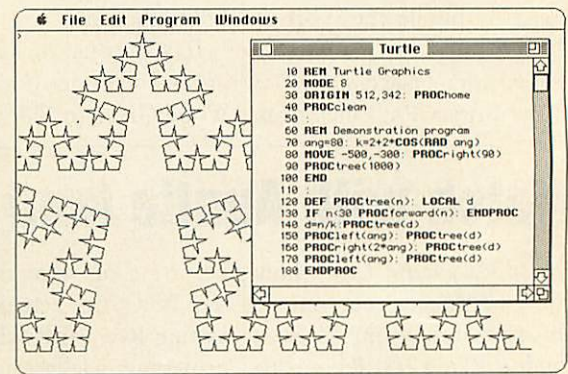 File Edit Program Windows
Turtle
10 REM Turtle Graphics
20 MODE 8
30 ORIGIN 512,342: PROChome
40 PROCclean
50 :
60 REM Demonstration program
70 ang=80: k=2+2*COS(RAD ang)
80 MOVE -500,-300: PROCright(90)
90 PROCtree(1000)
100 END
110 :
120 DEF PROCtree(n): LOCAL d
130 IF n<30 PROCforward(n): ENDPROC
140 d=n/k:PROCtree(d)
150 PROCleft(ang): PROCtree(d)
160 PROCright(2*ang): PROCtree(d)
170 PROCleft(ang): PROCtree(d)
180 ENDPROC